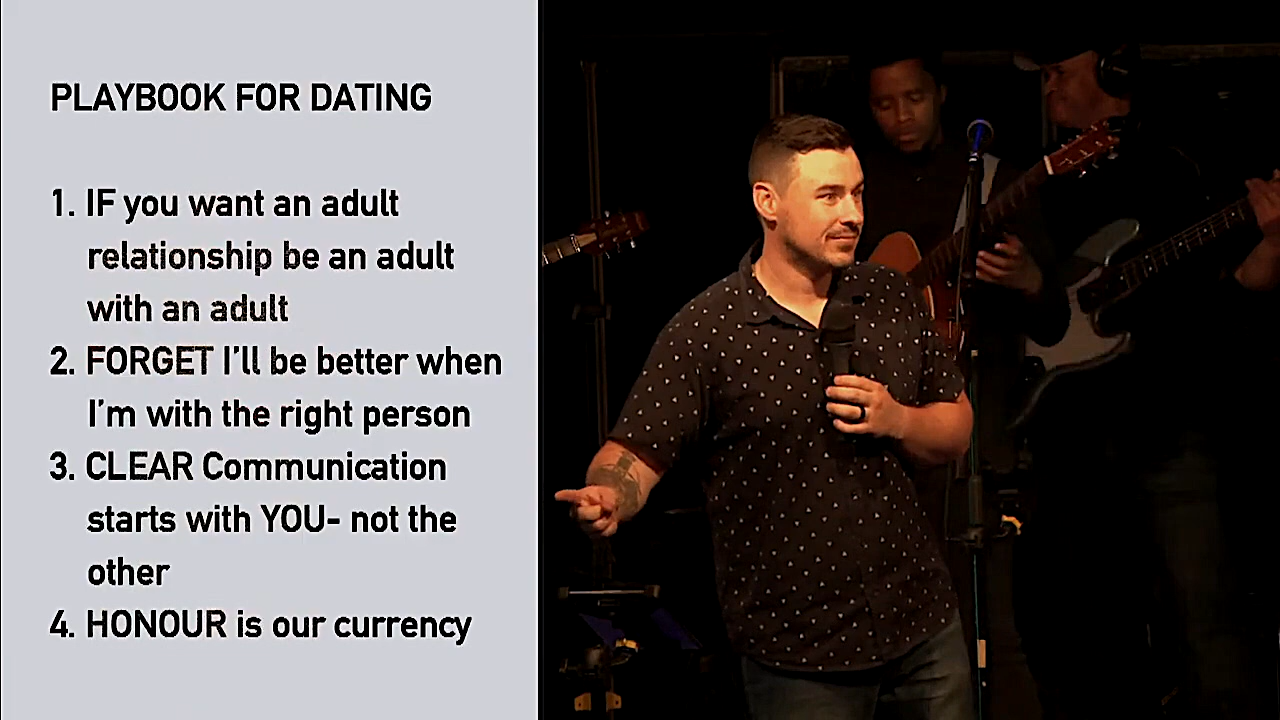 PLAYBOOK FOR DATING
1. IF you want an adult
relationship be an adult
with an adult
2. FORGET I'll be better when
I'm with the right person
3. CLEAR Communication
starts with YOU- not the
other
4. HONOUR is our currency